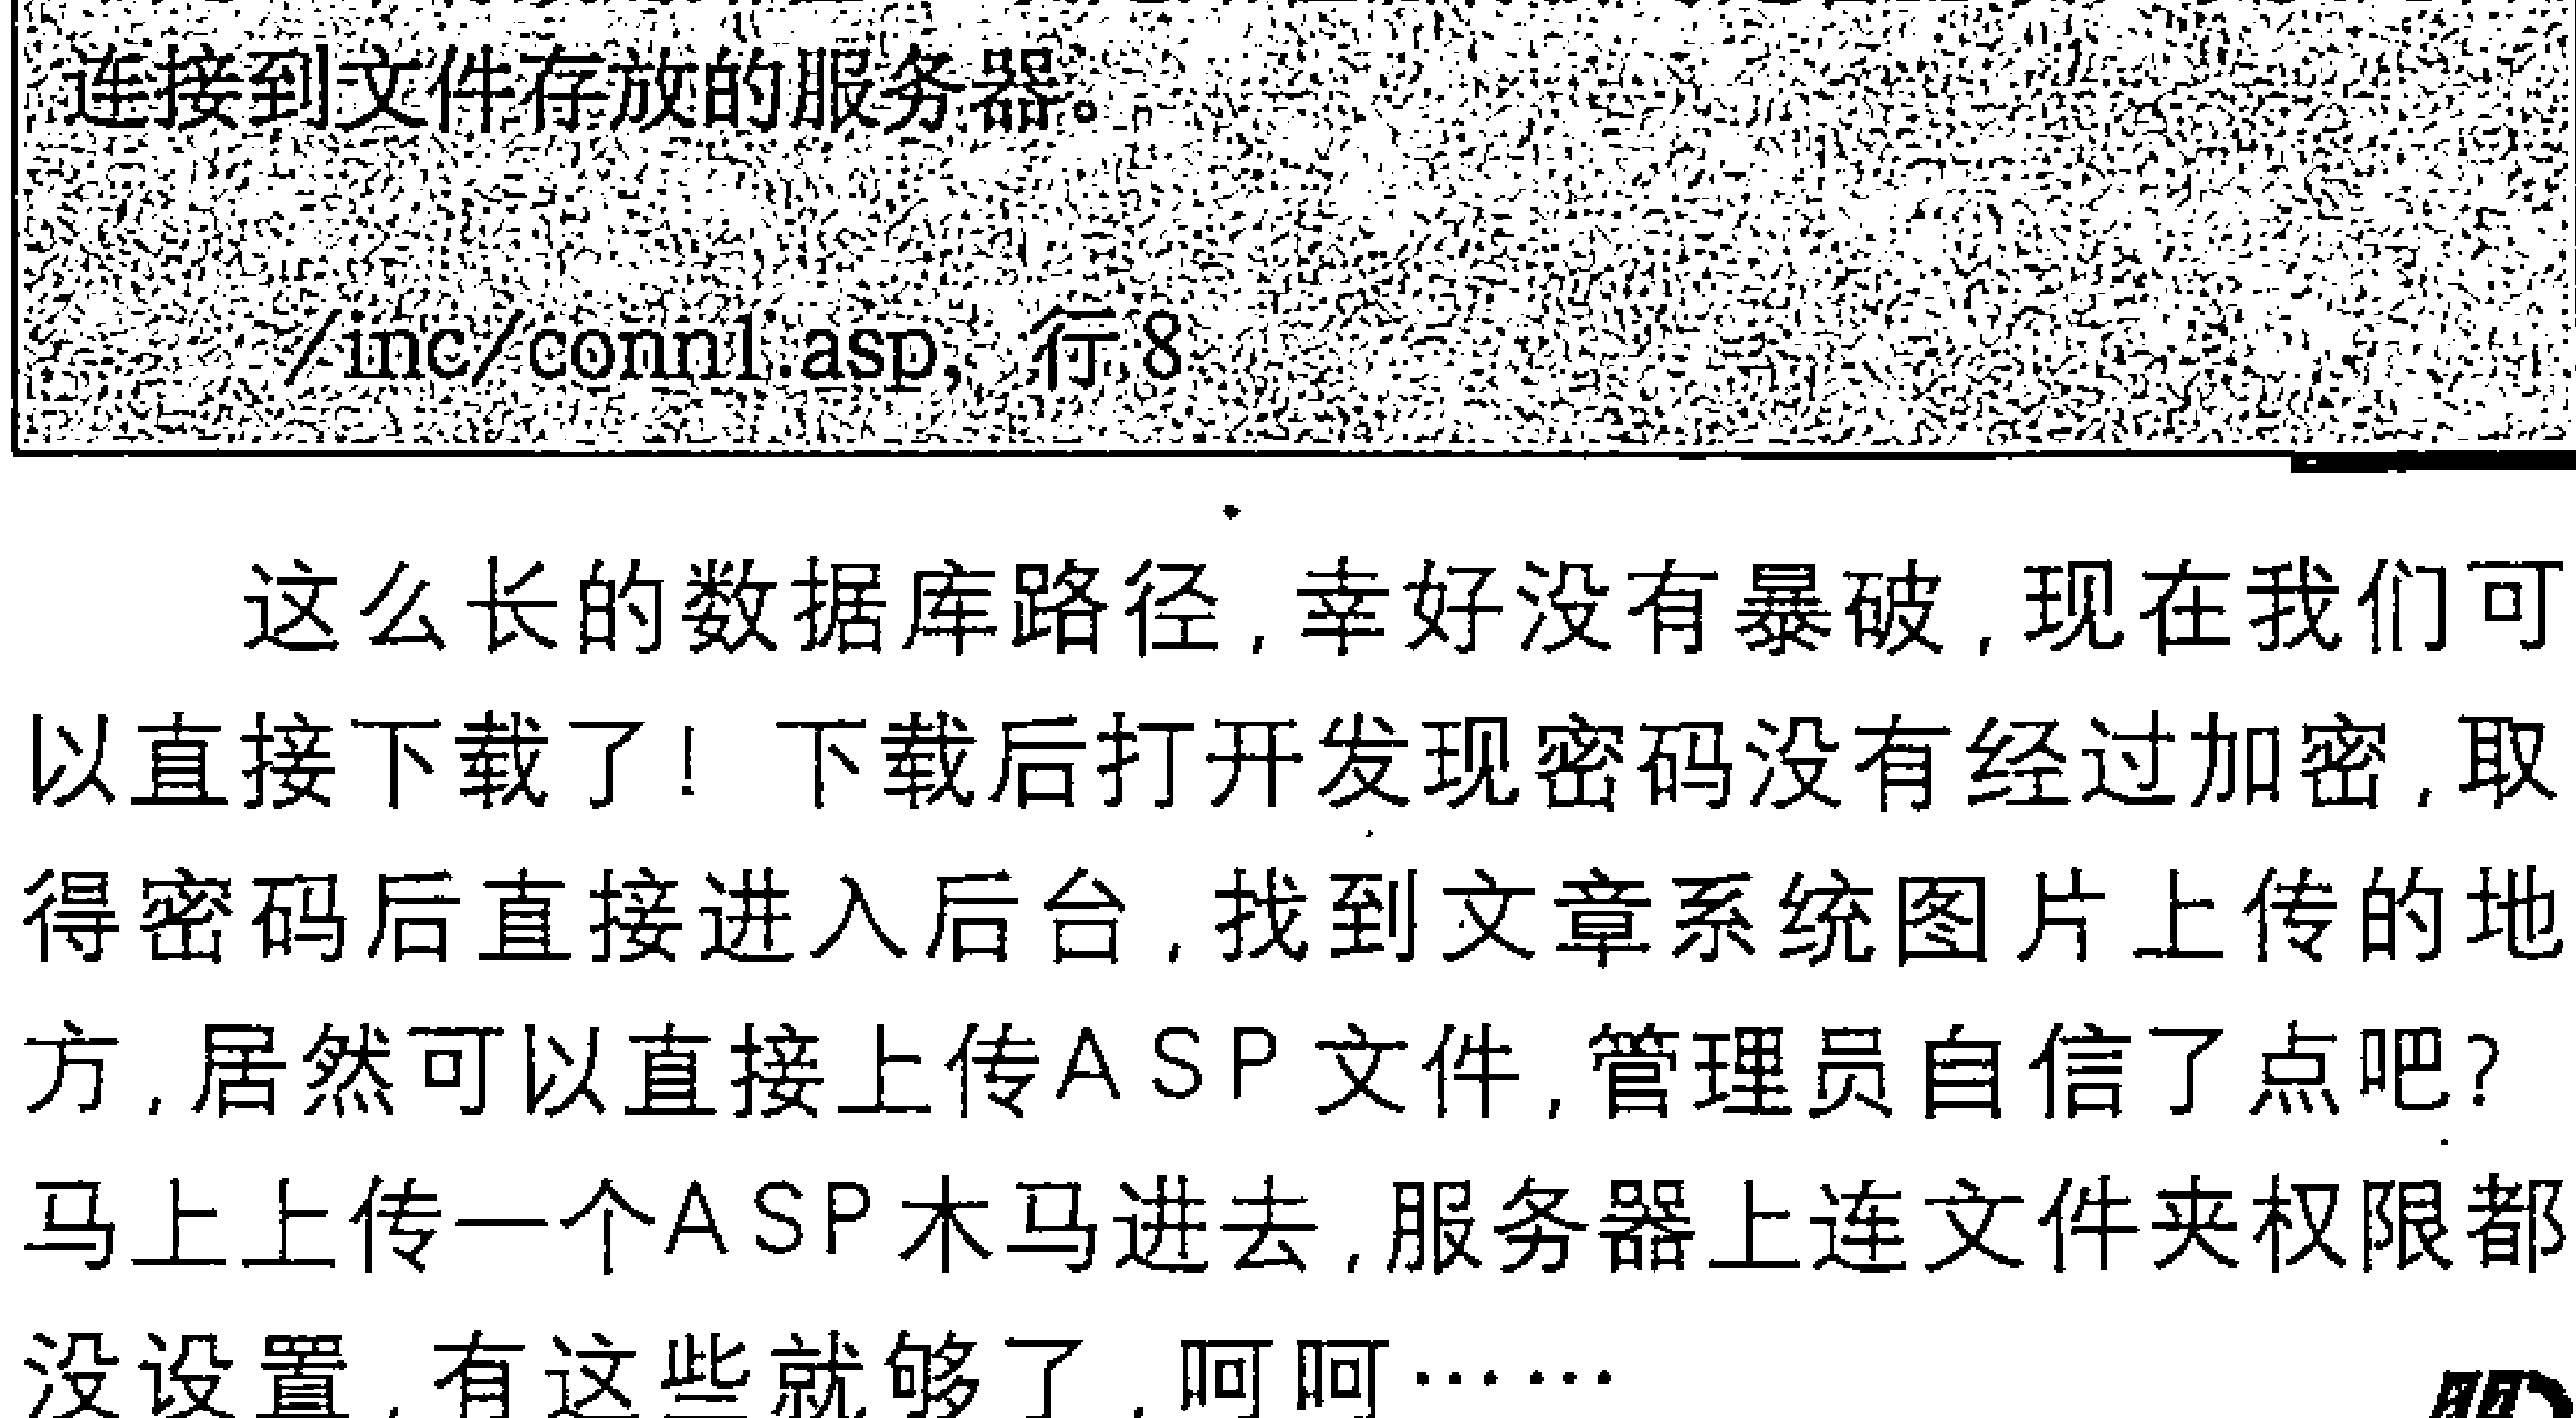 连接到文件存放的服务器。
/inc/conn1.asp, 行 8
这么长的数据库路径,幸好没有暴破,现在我们可
以直接下载了! 下载后打开发现密码没有经过加密,取
得密码后直接进入后台,找到文章系统图片上传的地
方,居然可以直接上传ASP文件,管理员自信了点吧?
马上上传一个ASP木马进去,服务器上连文件夹权限都
没设置,有这些就够了,呵呵……